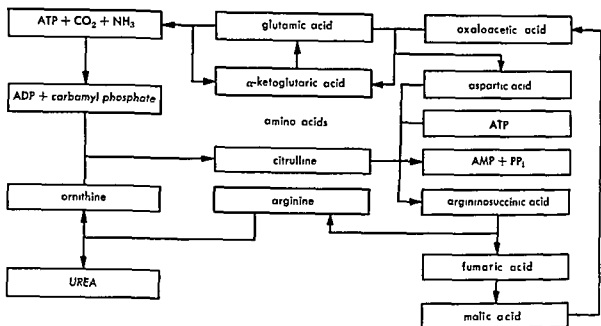 ATP + CO₂ + NH₃
glutamic acid
oxaloacetic acid
ADP + carbamyl phosphate
α-ketoglutaric acid
aspartic acid
amino acids
ATP
citrulline
AMP + PPᵢ
ornithine
arginine
argininosuccinic acid
UREA
fumaric acid
malic acid